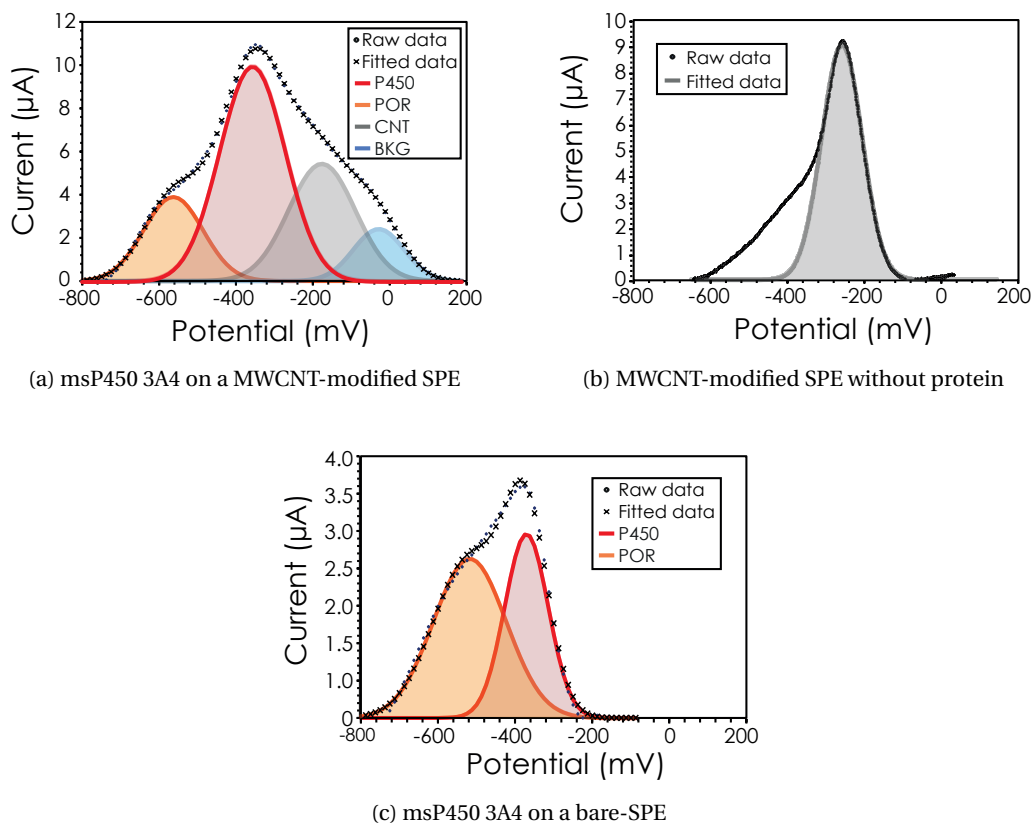 12
10
8
6
4
2
0
Current (µA)
-800
-600
-400
-200
0
200
Potential (mV)
Raw data
Fitted data
P450
POR
CNT
BKG
(a) msP450 3A4 on a MWCNT-modified SPE
10
9
8
7
6
5
4
3
2
1
0
Current (µA)
-800
-600
-400
-200
0
200
Potential (mV)
Raw data
Fitted data
(b) MWCNT-modified SPE without protein
4.0
3.5
3.0
2.5
2.0
1.5
1.0
0
Current (µA)
-800
-600
-400
-200
0
200
Potential (mV)
Raw data
Fitted data
P450
POR
(c) msP450 3A4 on a bare-SPE